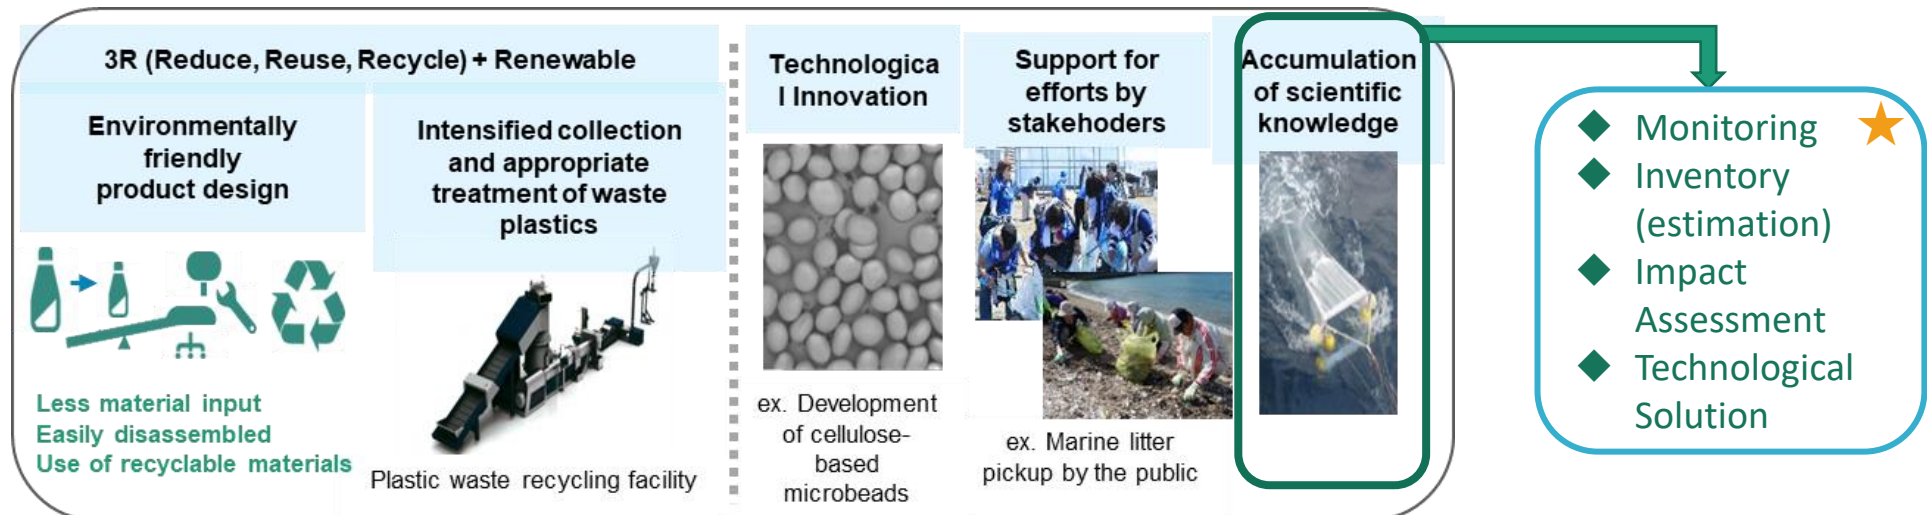 3R (Reduce, Reuse, Recycle) + Renewable
Environmentally
friendly
product design
Less material input
Easily disassembled
Use of recyclable materials
Intensified collection
and appropriate
treatment of waste
plastics
Plastic waste recycling facility
Technologica
l Innovation
ex. Development
of cellulose-
based
microbeads
Support for
efforts by
stakehoders
ex. Marine litter
pickup by the public
Accumulation
of scientific
knowledge
◆ Monitoring
◆ Inventory
(estimation)
◆ Impact
Assessment
◆ Technological
Solution